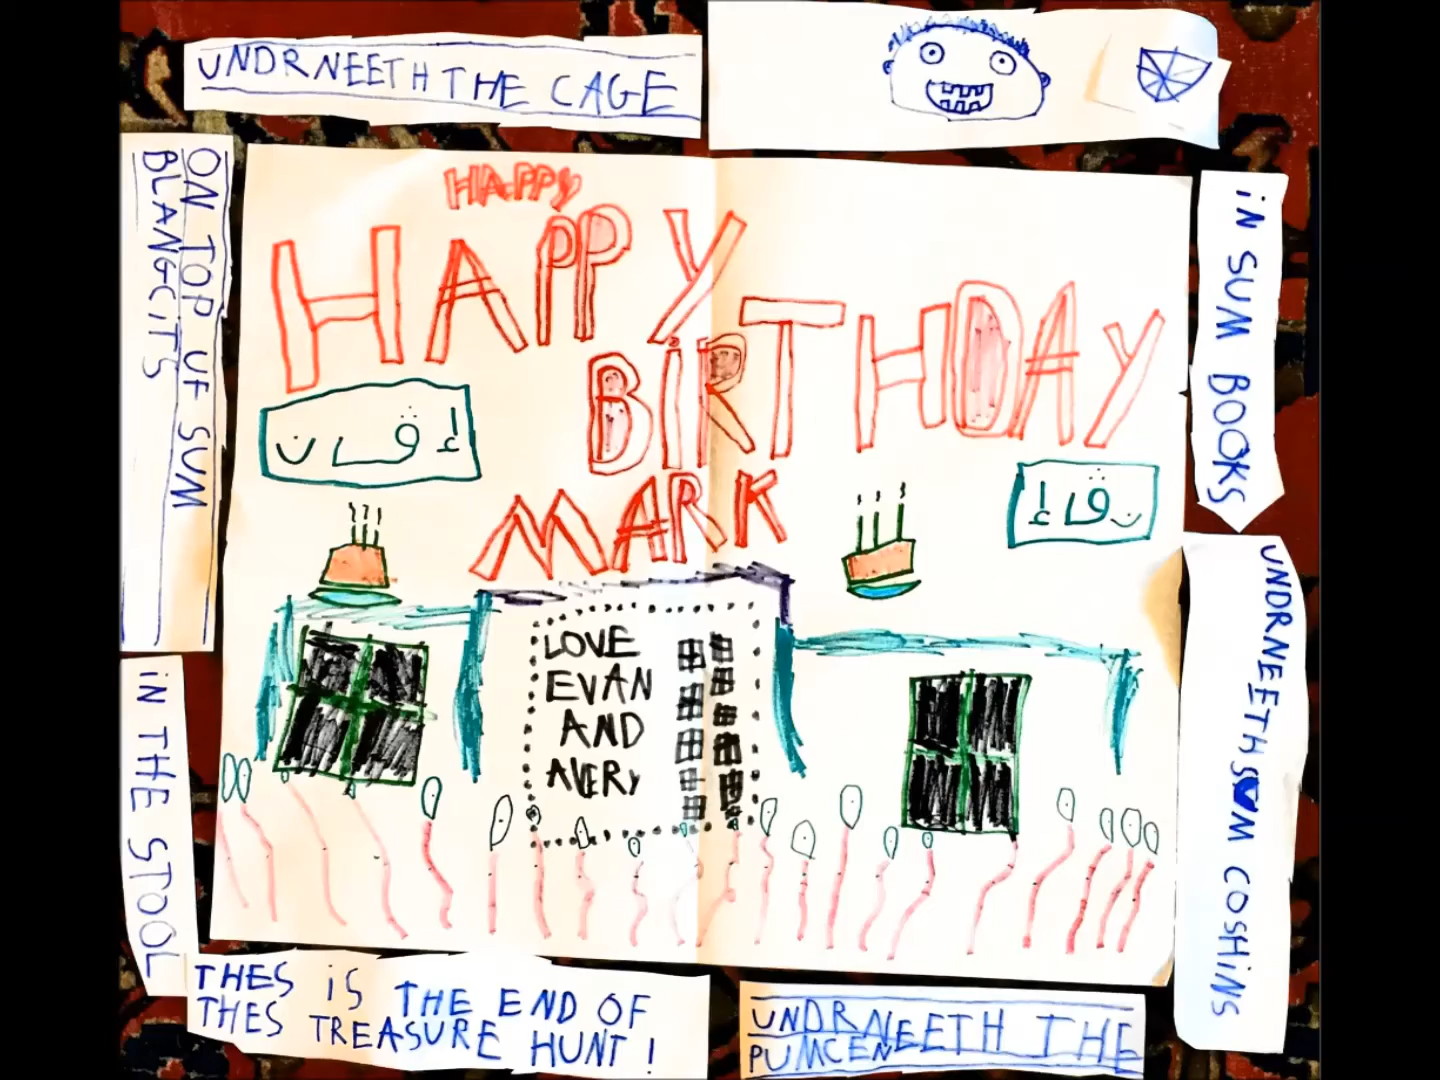 UNDRNEETH THE CAGE
ON TOP UF SUM
BLANGCITS
HAPPY
HAPPY
BIRTHDAY
MARK
LOVE
EVAN
AND
AVERY
iN SUM BOOKS
UNDRNEETH SUM COSHiNS
iN THE STOOL
THES iS THE END OF
THES TREASURE HUNT!
UNDRNEETH THE
PUMCEN